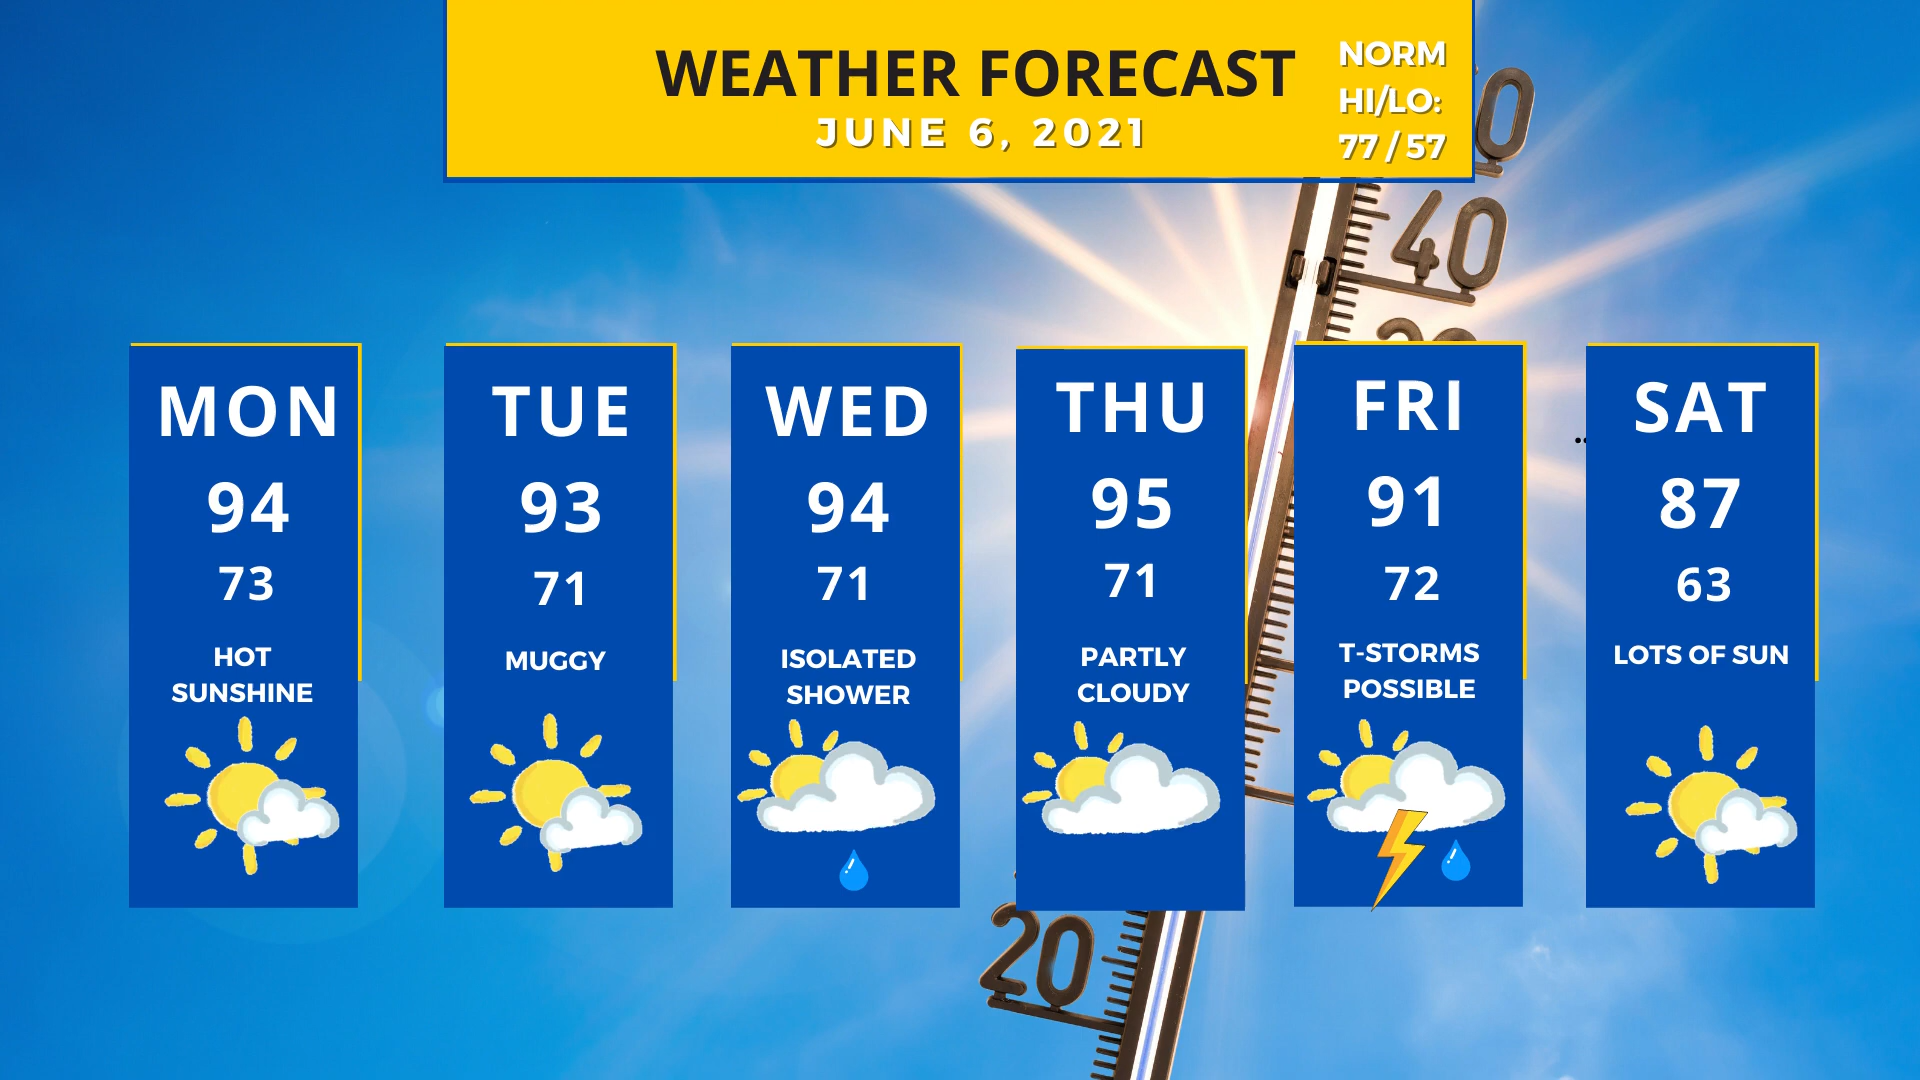 WEATHER FORECAST
JUNE 6, 2021
NORM
HI/LO:
77 / 57
40
20
MON
94
73
HOT
SUNSHINE
TUE
93
71
MUGGY
WED
94
71
ISOLATED
SHOWER
THU
95
71
PARTLY
CLOUDY
FRI
91
72
T-STORMS
POSSIBLE
SAT
87
63
LOTS OF SUN